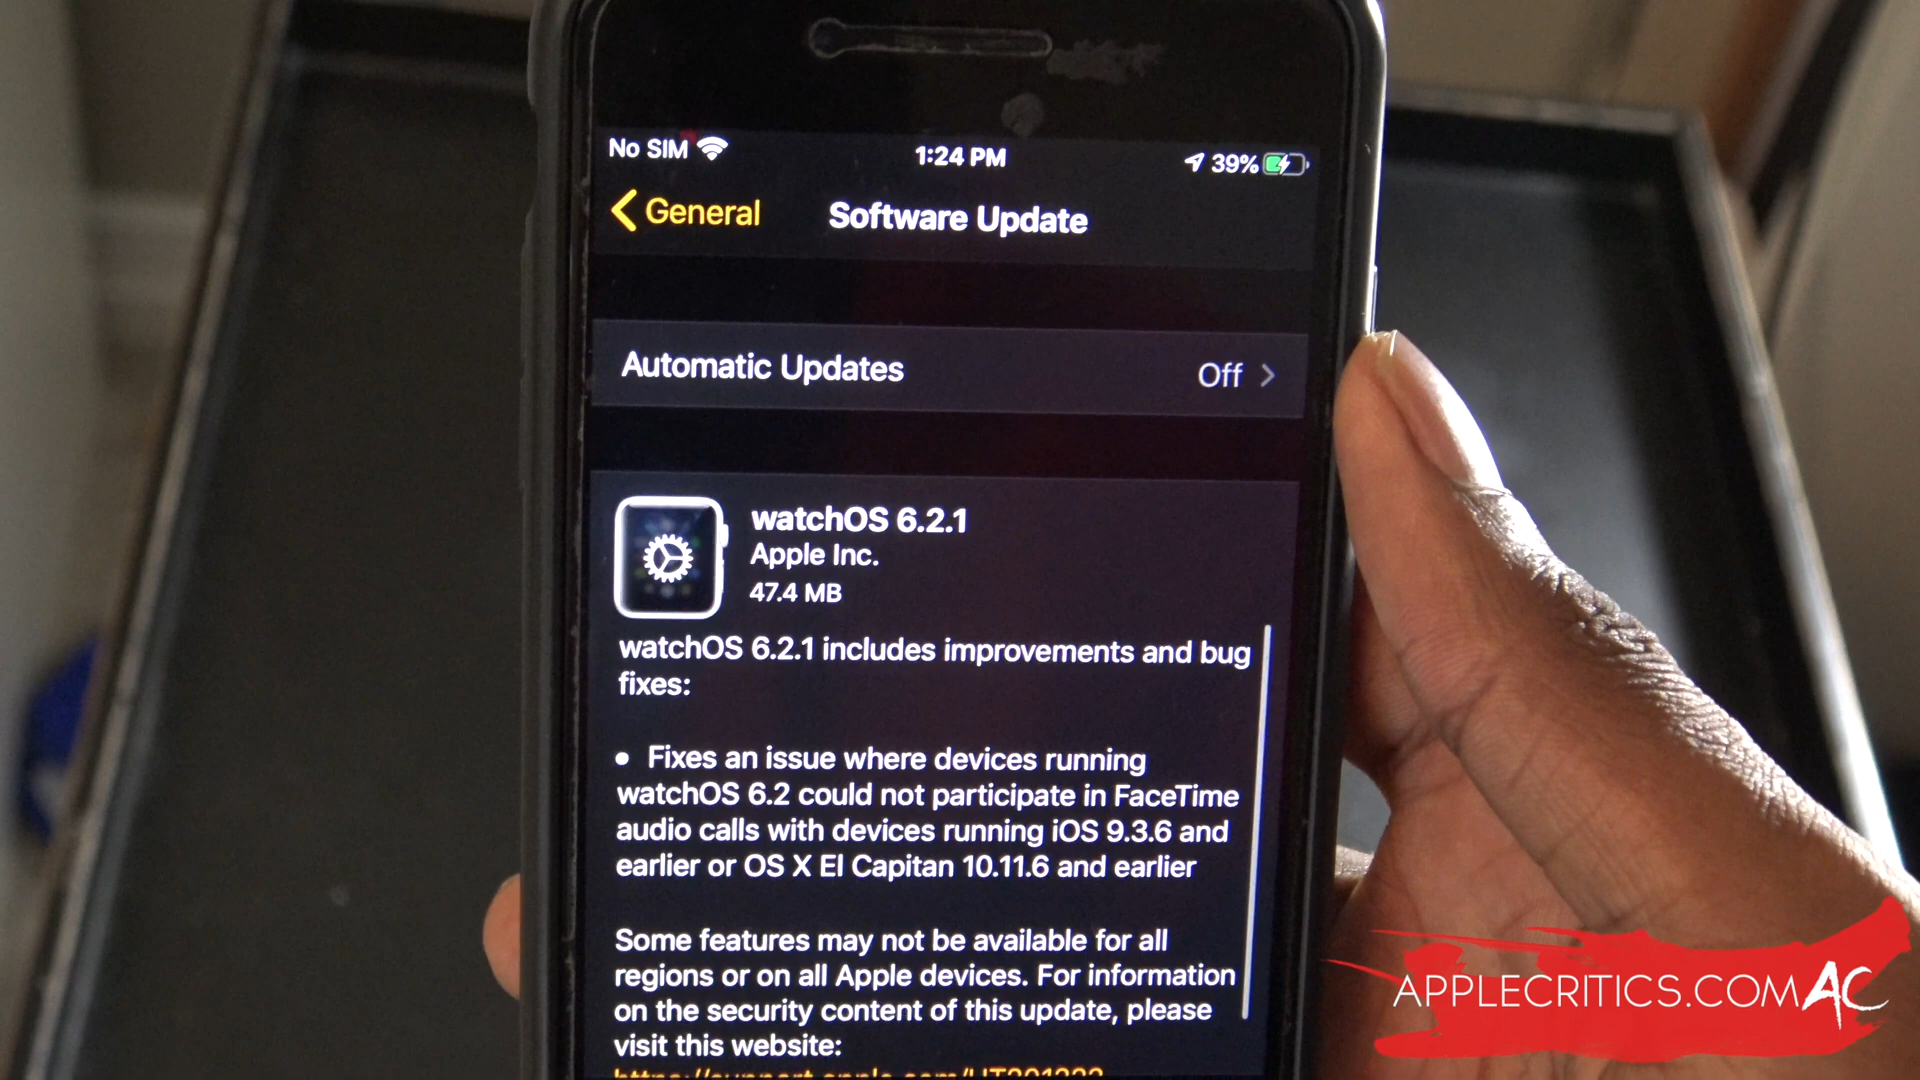 No SIM 1:24 PM 39%
General Software Update
Automatic Updates Off
watchOS 6.2.1
Apple Inc.
47.4 MB
watchOS 6.2.1 includes improvements and bug
fixes:
• Fixes an issue where devices running
watchOS 6.2 could not participate in FaceTime
audio calls with devices running iOS 9.3.6 and
earlier or OS X El Capitan 10.11.6 and earlier
Some features may not be available for all
regions or on all Apple devices. For information
on the security content of this update, please
visit this website:
APPLECRITICS.COM AC